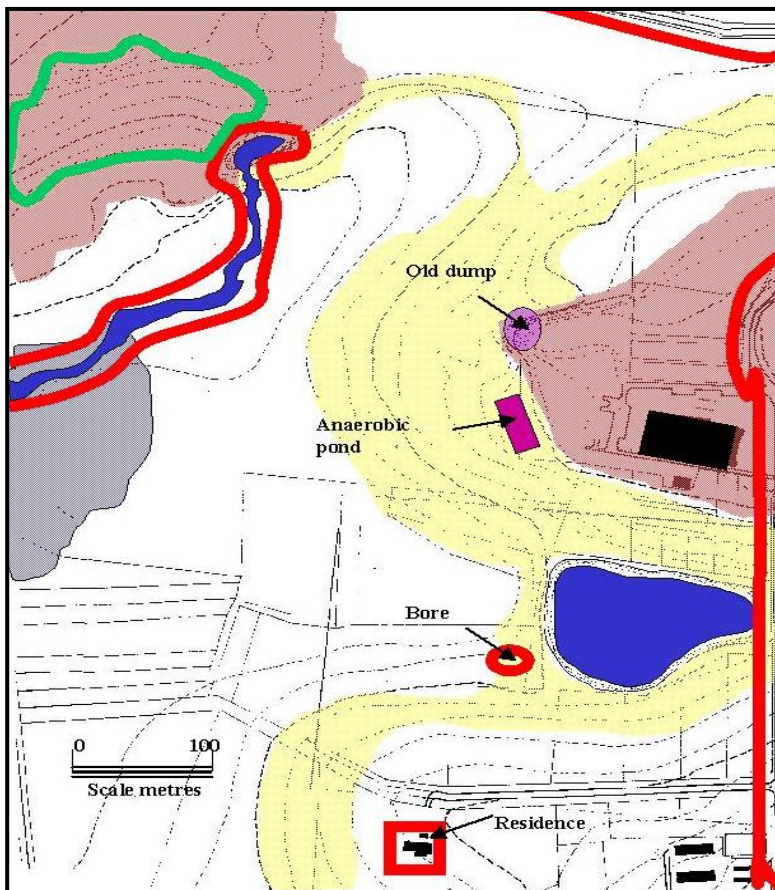 Old dump
Anaerobic
pond
Bore
0 100
Scale metres
Residence